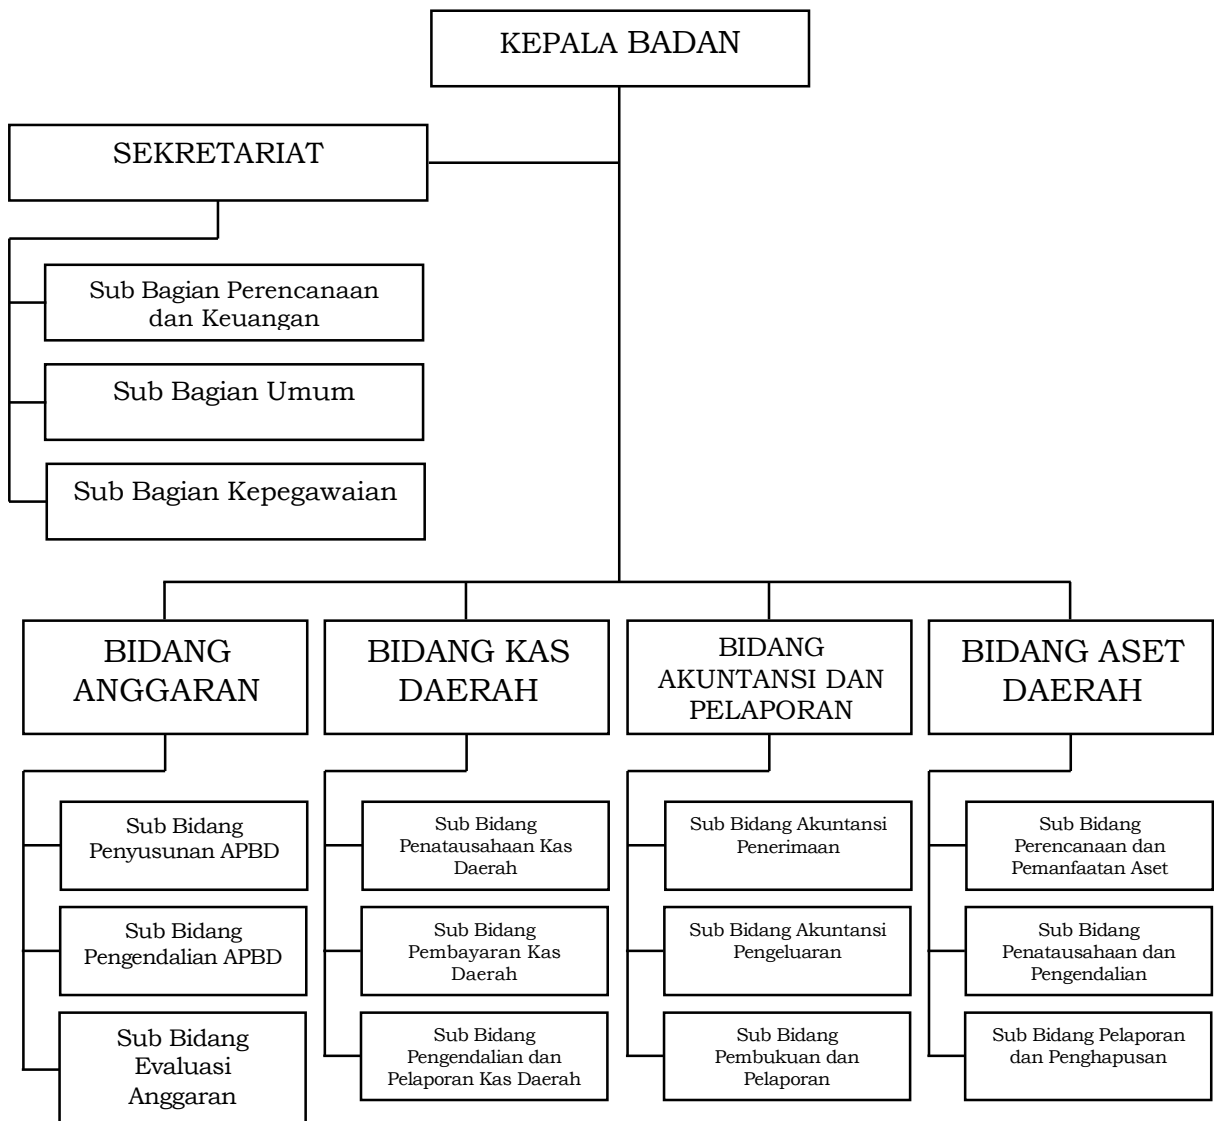 KEPALA BADAN
SEKRETARIAT
Sub Bagian Perencanaan
dan Keuangan
Sub Bagian Umum
Sub Bagian Kepegawaian
BIDANG
ANGGARAN
BIDANG KAS
DAERAH
BIDANG
AKUNTANSI DAN
PELAPORAN
BIDANG ASET
DAERAH
Sub Bidang
Penyusunan APBD
Sub Bidang
Pengendalian APBD
Sub Bidang
Evaluasi
Anggaran
Sub Bidang
Penatausahaan Kas
Daerah
Sub Bidang
Pembayaran Kas
Daerah
Sub Bidang
Pengendalian dan
Pelaporan Kas Daerah
Sub Bidang Akuntansi
Penerimaan
Sub Bidang Akuntansi
Pengeluaran
Sub Bidang
Pembukuan dan
Pelaporan
Sub Bidang
Perencanaan dan
Pemanfaatan Aset
Sub Bidang
Penatausahaan dan
Pengendalian
Sub Bidang Pelaporan
dan Penghapusan